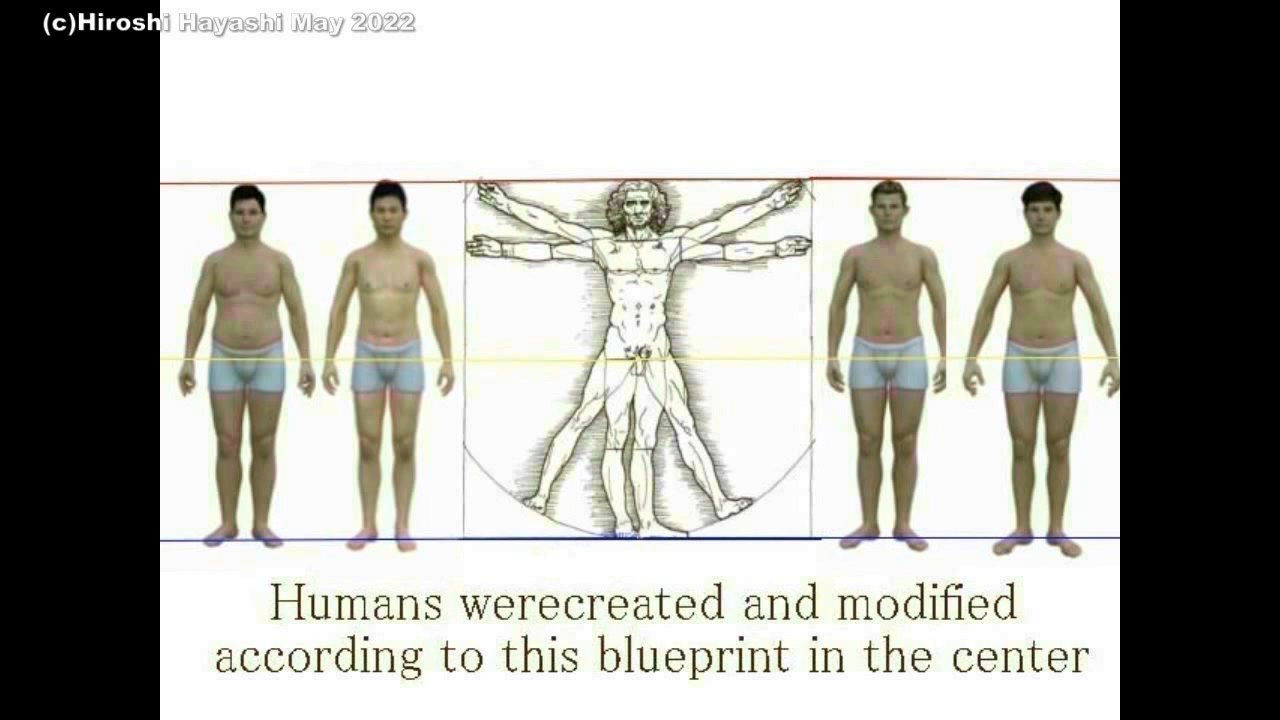 (c)Hiroshi Hayashi May 2022
Humans werecreated and modified
according to this blueprint in the center